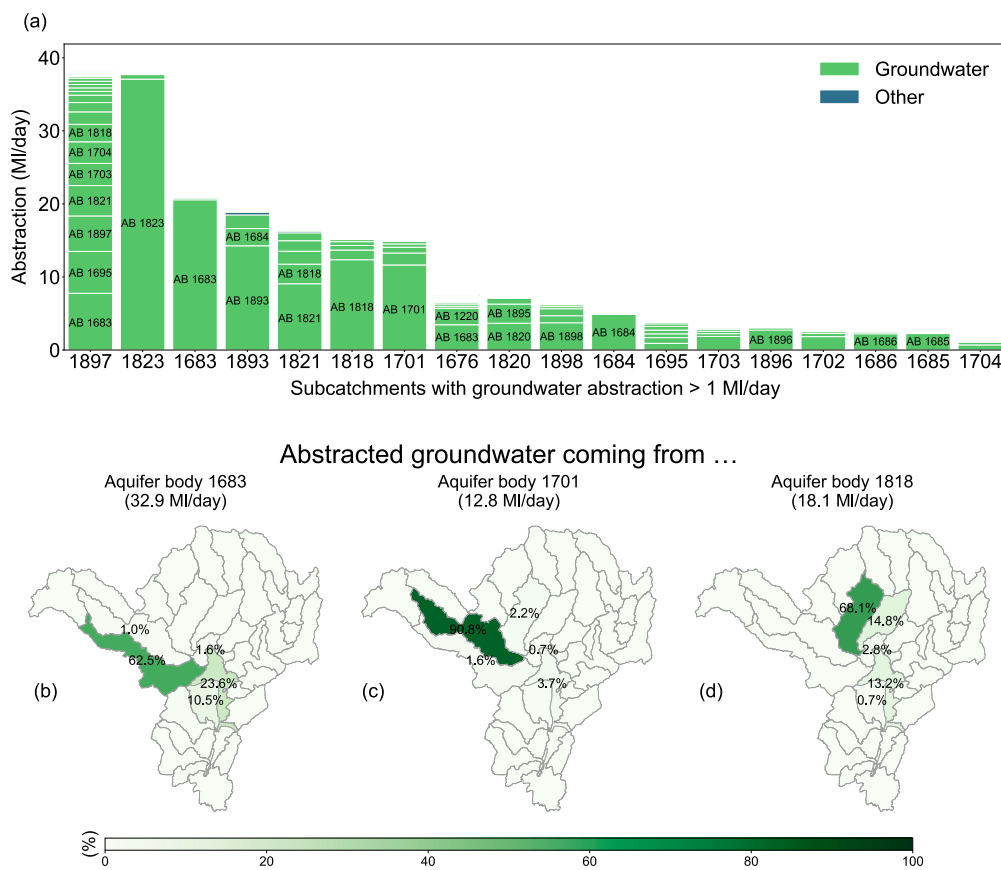 (a)
Abstraction (Ml/day)
40
30
20
10
0
Groundwater
Other
AB 1818
AB 1704
AB 1703
AB 1821
AB 1897
AB 1695
AB 1683
AB 1823
AB 1683
AB 1684
AB 1893
AB 1818
AB 1821
AB 1818
AB 1701
AB 1220
AB 1683
AB 1895
AB 1820
AB 1898
AB 1684
AB 1896
AB 1686
AB 1685
1897 1823 1683 1893 1821 1818 1701 1676 1820 1898 1684 1695 1703 1896 1702 1686 1685 1704
Subcatchments with groundwater abstraction > 1 Ml/day
Abstracted groundwater coming from ...
Aquifer body 1683
(32.9 Ml/day)
1.0%
62.5%
1.6%
23.6%
10.5%
(b)
Aquifer body 1701
(12.8 Ml/day)
2.2%
90.8%
0.7%
1.6%
3.7%
(c)
Aquifer body 1818
(18.1 Ml/day)
68.1%
14.8%
2.8%
13.2%
0.7%
(d)
(%)
0 20 40 60 80 100